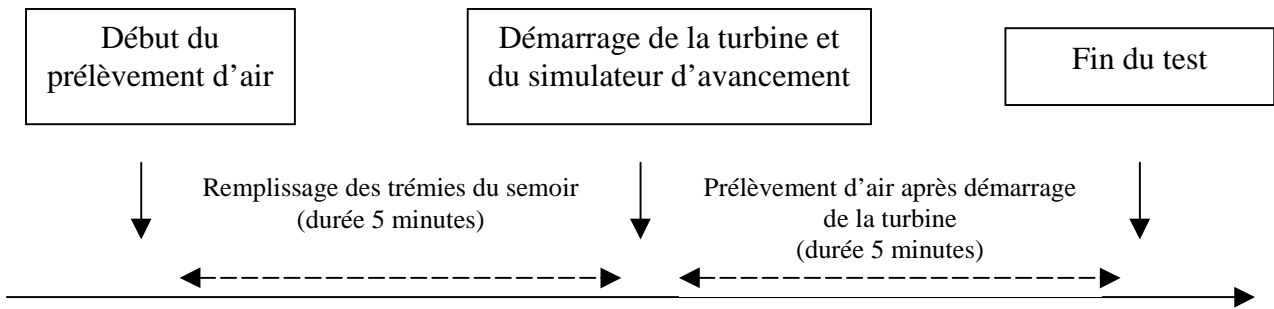 Début du
prélèvement d'air
Démarrage de la turbine et
du simulateur d'avancement
Fin du test
Remplissage des trémies du semoir
(durée 5 minutes)
Prélèvement d'air après démarrage
de la turbine
(durée 5 minutes)